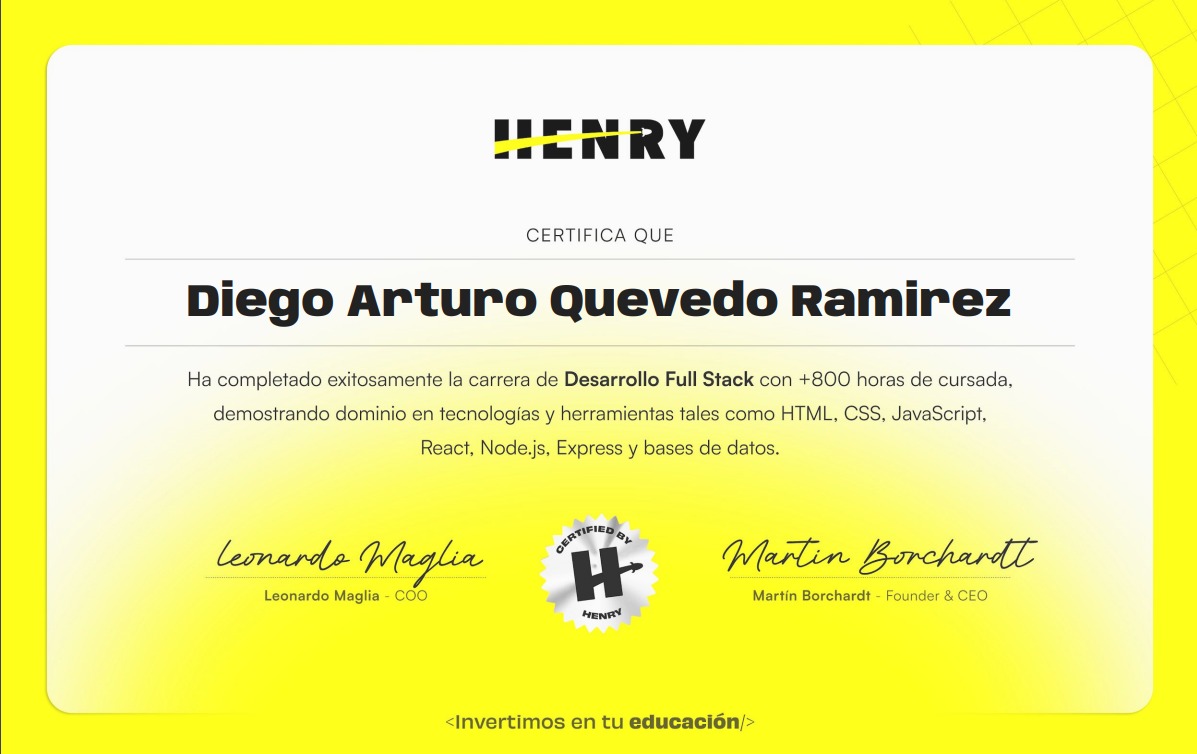 HENRY
CERTIFICA QUE
Diego Arturo Quevedo Ramirez
Ha completado exitosamente la carrera de Desarrollo Full Stack con +800 horas de cursada,
demostrando dominio en tecnologías y herramientas tales como HTML, CSS, JavaScript,
React, Node.js, Express y bases de datos.
Leonardo Maglia
Leonardo Maglia - COO
CERTIFIED BY
H
HENRY
Martin Borchardt
Martín Borchardt - Founder & CEO
<Invertimos en tu educación/>